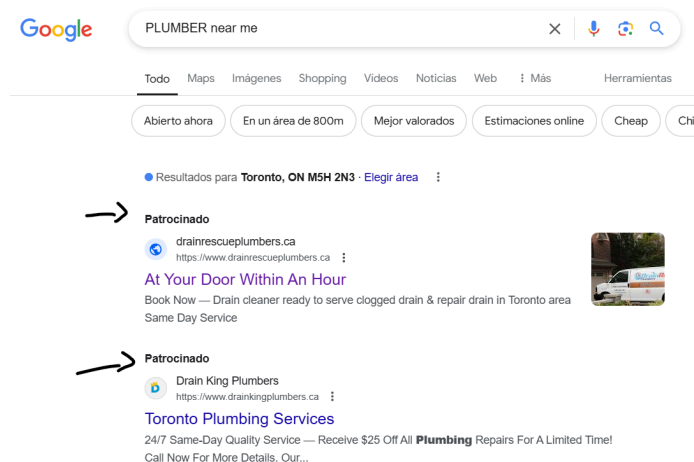 Google
PLUMBER near me
Todo Maps Imágenes Shopping Vídeos Noticias Web Más Herramientas
Abierto ahora En un área de 800m Mejor valorados Estimaciones online Cheap Chi
Resultados para Toronto, ON M5H 2N3 · Elegir área
Patrocinado
drainrescueplumbers.ca
https://www.drainrescueplumbers.ca
At Your Door Within An Hour
Book Now — Drain cleaner ready to serve clogged drain & repair drain in Toronto area
Same Day Service
Patrocinado
Drain King Plumbers
https://www.drainkingplumbers.ca
Toronto Plumbing Services
24/7 Same-Day Quality Service — Receive $25 Off All Plumbing Repairs For A Limited Time!
Call Now For More Details. Our...